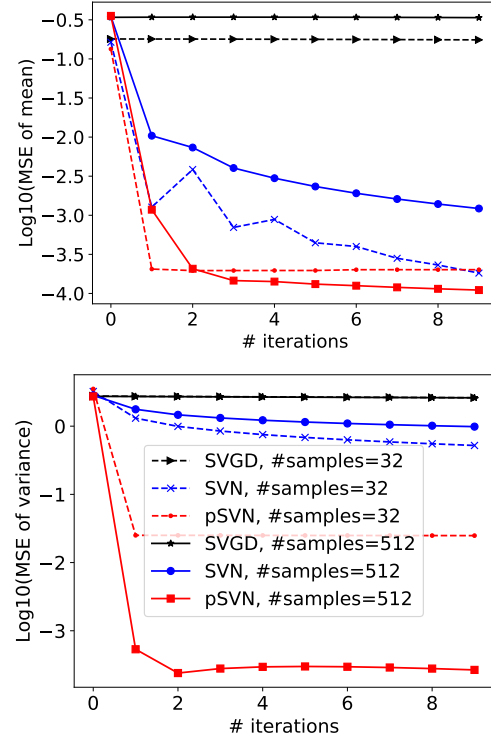 −0.5
−1.0
−1.5
−2.0
−2.5
−3.0
−3.5
−4.0
Log10(MSE of mean)
0 2 4 6 8
# iterations
0
−1
−2
−3
Log10(MSE of variance)
SVGD, #samples=32
SVN, #samples=32
pSVN, #samples=32
SVGD, #samples=512
SVN, #samples=512
pSVN, #samples=512
0 2 4 6 8
# iterations